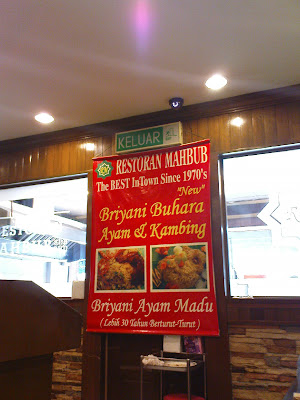 KELUAR
RESTORAN MAHBUB
The BEST InTown Since 1970's
"New"
Briyani Buhara
Ayam & Kambing
Briyani Ayam Madu
( Lebih 30 Tahun Berturut-Turut )